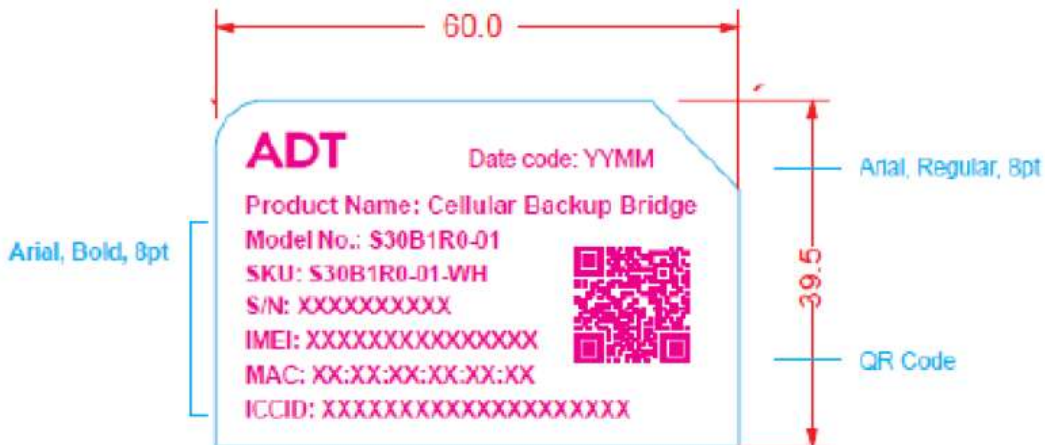 60.0
ADT
Date code: YYMM
Arial, Regular, 8pt
Product Name: Cellular Backup Bridge
Model No.: S30B1R0-01
Arial, Bold, 8pt
SKU: S30B1R0-01-WH
S/N: XXXXXXXXXX
39.5
IMEI: XXXXXXXXXXXXXXX
QR Code
MAC: XX:XX:XX:XX:XX:XX
ICCID: XXXXXXXXXXXXXXXXXXXX